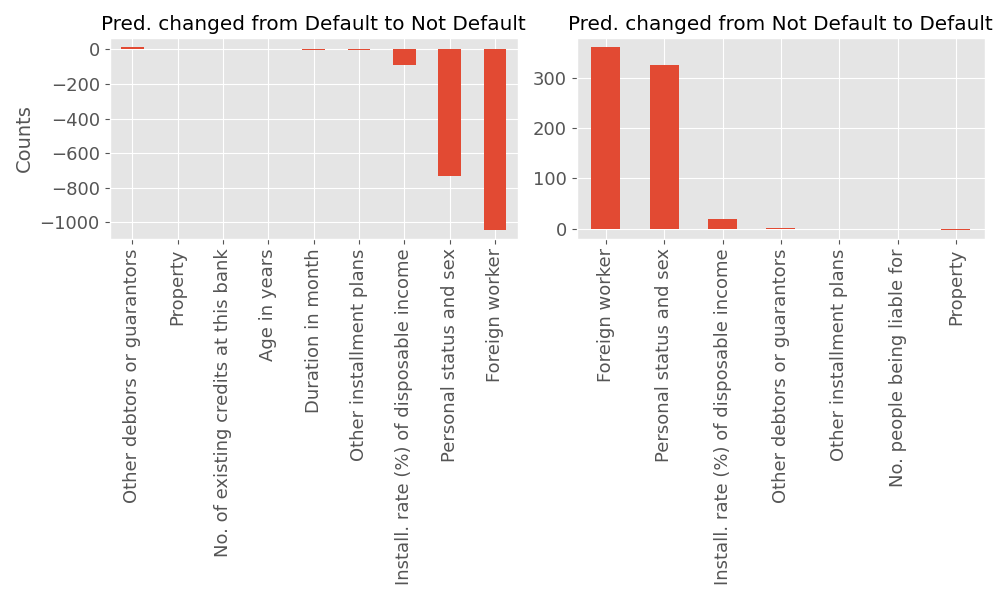 Pred. changed from Default to Not Default
Counts
0
−200
−400
−600
−800
−1000
Other debtors or guarantors
Property
No. of existing credits at this bank
Age in years
Duration in month
Other installment plans
Install. rate (%) of disposable income
Personal status and sex
Foreign worker
Pred. changed from Not Default to Default
300
200
100
0
Foreign worker
Personal status and sex
Install. rate (%) of disposable income
Other debtors or guarantors
Other installment plans
No. people being liable for
Property